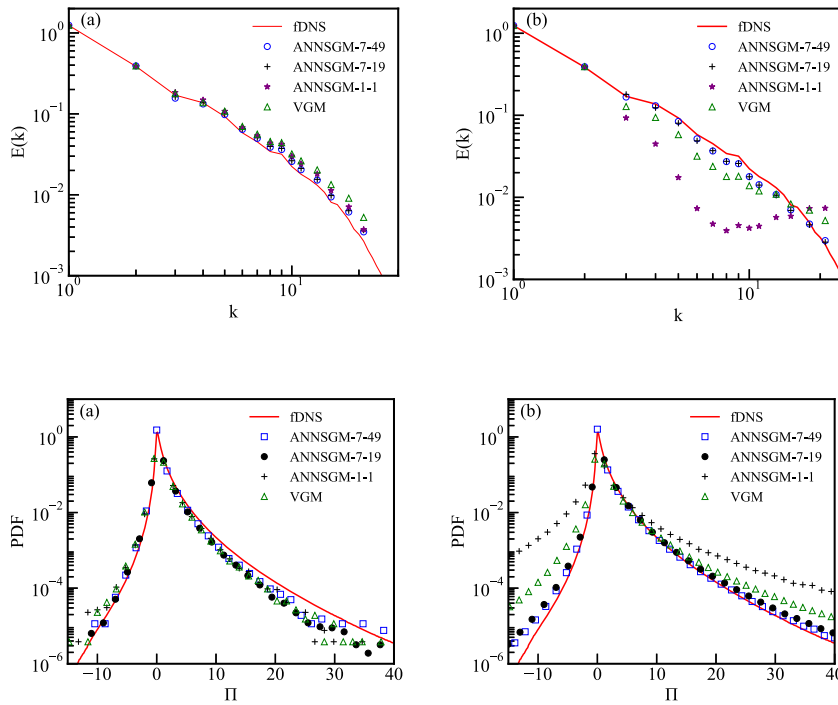 (a)
fDNS
ANNSGM-7-49
ANNSGM-7-19
ANNSGM-1-1
VGM
E(k)
10^0
10^-1
10^-2
10^-3
10^0
10^1
k
(b)
fDNS
ANNSGM-7-49
ANNSGM-7-19
ANNSGM-1-1
VGM
E(k)
10^0
10^-1
10^-2
10^-3
10^0
10^1
k
(a)
fDNS
ANNSGM-7-49
ANNSGM-7-19
ANNSGM-1-1
VGM
PDF
10^0
10^-2
10^-4
10^-6
−10 0 10 20 30 40
Π
(b)
fDNS
ANNSGM-7-49
ANNSGM-7-19
ANNSGM-1-1
VGM
PDF
10^0
10^-2
10^-4
10^-6
−10 0 10 20 30 40
Π